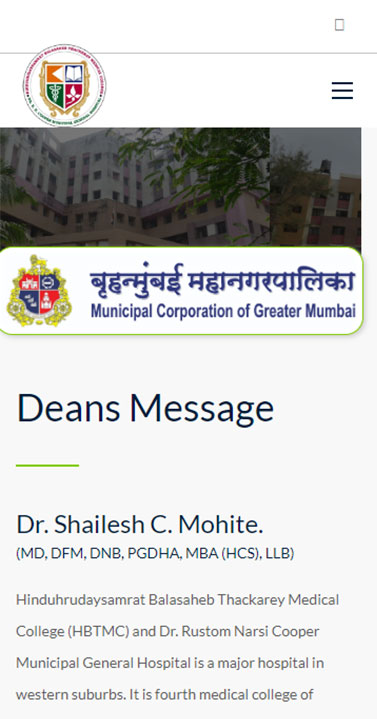 बृहन्मुंबई महानगरपालिका
Municipal Corporation of Greater Mumbai
Deans Message
Dr. Shailesh C. Mohite.
(MD, DFM, DNB, PGDHA, MBA (HCS), LLB)
Hinduhrudaysamrat Balasaheb Thackarey Medical
College (HBTMC) and Dr. Rustom Narsi Cooper
Municipal General Hospital is a major hospital in
western suburbs. It is fourth medical college of